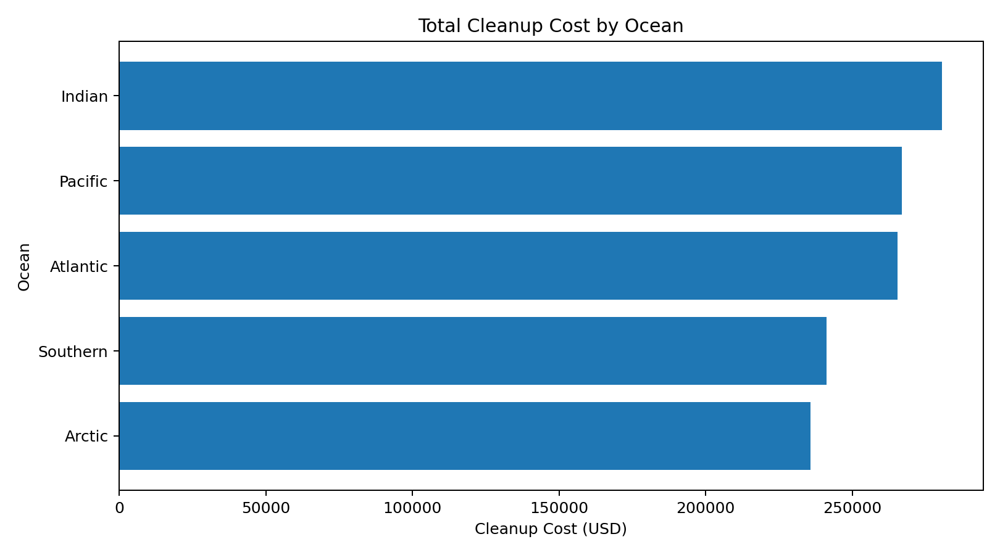 Total Cleanup Cost by Ocean
Ocean
Indian
Pacific
Atlantic
Southern
Arctic
0 50000 100000 150000 200000 250000
Cleanup Cost (USD)